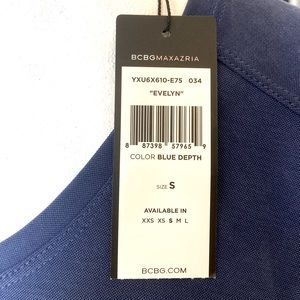 BCBGMAXAZRIA
YXU6X610-E75 034
"EVELYN"
8 87398 57965 9
COLOR BLUE DEPTH
SIZE S
AVAILABLE IN
XXS XS S M L
BCBG.COM